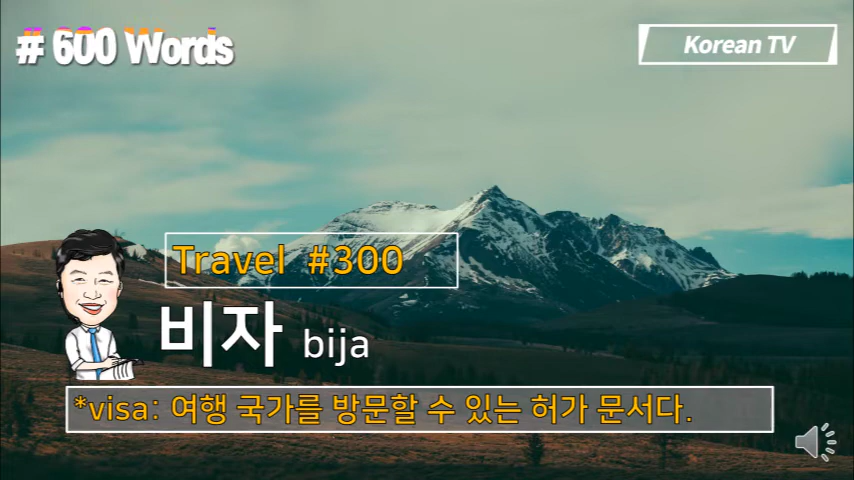 # 600 Words
Korean TV
Travel #300
비자 bija
*visa: 여행 국가를 방문할 수 있는 허가 문서다.